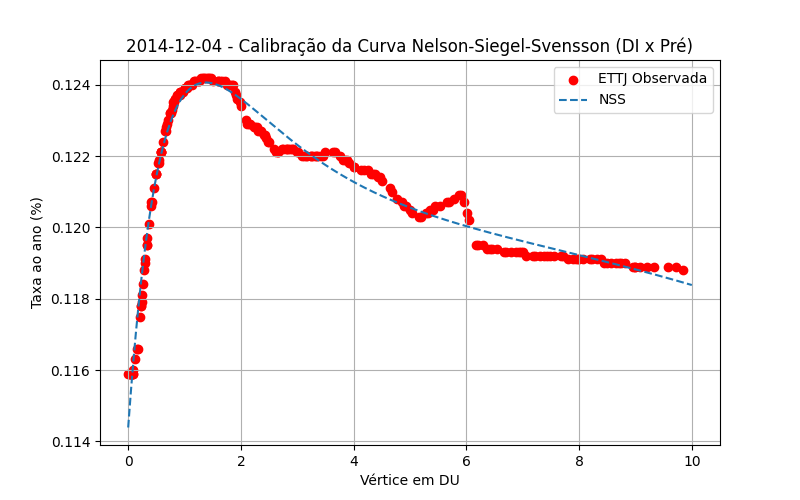 2014-12-04 - Calibração da Curva Nelson-Siegel-Svensson (DI x Pré)
ETTJ Observada
NSS
Taxa ao ano (%)
0.124
0.122
0.120
0.118
0.116
0.114
0 2 4 6 8 10
Vértice em DU